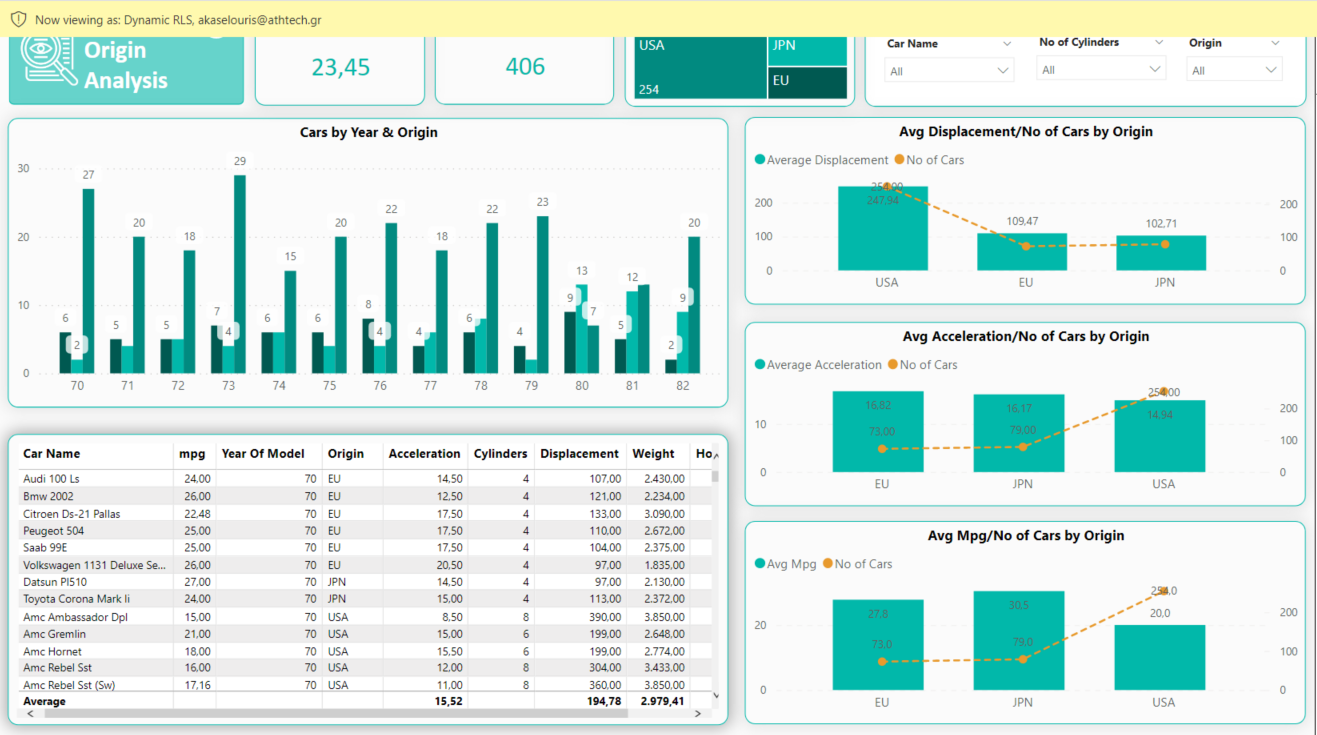 Now viewing as: Dynamic RLS, akaselouris@athtech.gr
Origin
Analysis
23,45
406
USA
254
JPN
EU
Car Name
No of Cylinders
Origin
All
All
All
Cars by Year & Origin
30
20
10
0
6 2 27
5 20
5 18
7 4 29
6 15
6 20
8 4 22
4 18
6 22
4 23
9 13 7
5 12
2 9 20
70 71 72 73 74 75 76 77 78 79 80 81 82
Avg Displacement/No of Cars by Origin
Average Displacement No of Cars
200
100
0
254,00
247,94
109,47
102,71
200
100
0
USA EU JPN
Avg Acceleration/No of Cars by Origin
Average Acceleration No of Cars
10
0
16,82
73,00
16,17
79,00
254,00
14,94
200
100
0
EU JPN USA
Avg Mpg/No of Cars by Origin
Avg Mpg No of Cars
20
0
27,8
73,0
30,5
79,0
254,0
20,0
200
100
0
EU JPN USA
Car Name mpg Year Of Model Origin Acceleration Cylinders Displacement Weight Ho
Audi 100 Ls 24,00 70 EU 14,50 4 107,00 2.430,00
Bmw 2002 26,00 70 EU 12,50 4 121,00 2.234,00
Citroen Ds-21 Pallas 22,48 70 EU 17,50 4 133,00 3.090,00
Peugeot 504 25,00 70 EU 17,50 4 110,00 2.672,00
Saab 99E 25,00 70 EU 17,50 4 104,00 2.375,00
Volkswagen 1131 Deluxe Se... 26,00 70 EU 20,50 4 97,00 1.835,00
Datsun Pl510 27,00 70 JPN 14,50 4 97,00 2.130,00
Toyota Corona Mark Ii 24,00 70 JPN 15,00 4 113,00 2.372,00
Amc Ambassador Dpl 15,00 70 USA 8,50 8 390,00 3.850,00
Amc Gremlin 21,00 70 USA 15,00 6 199,00 2.648,00
Amc Hornet 18,00 70 USA 15,50 6 199,00 2.774,00
Amc Rebel Sst 16,00 70 USA 12,00 8 304,00 3.433,00
Amc Rebel Sst (Sw) 17,16 70 USA 11,00 8 360,00 3.850,00
Average 15,52 194,78 2.979,41